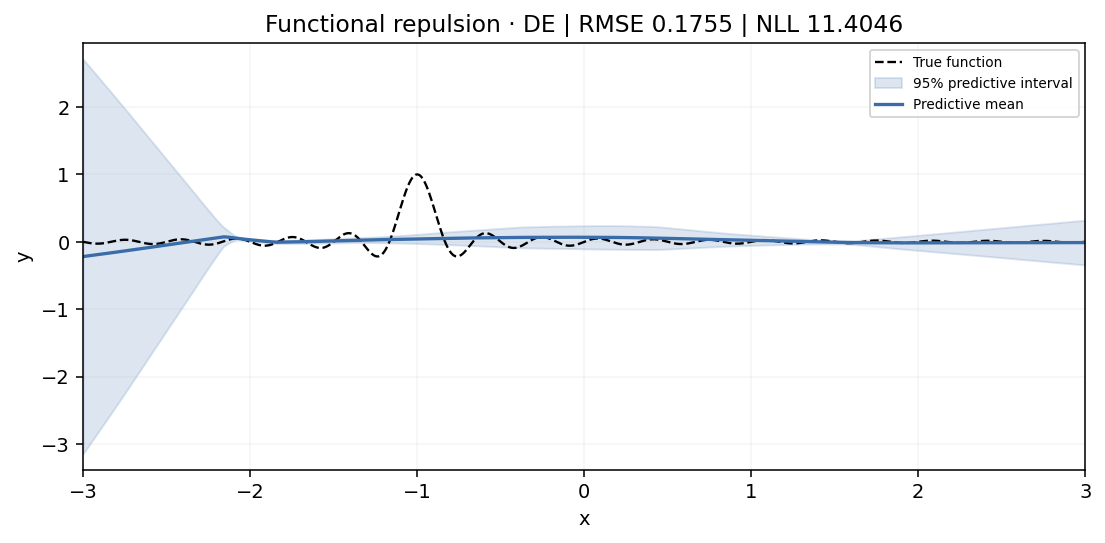 Functional repulsion · DE | RMSE 0.1755 | NLL 11.4046
True function
95% predictive interval
Predictive mean
y
2
1
0
−1
−2
−3
−3
−2
−1
0
1
2
3
x